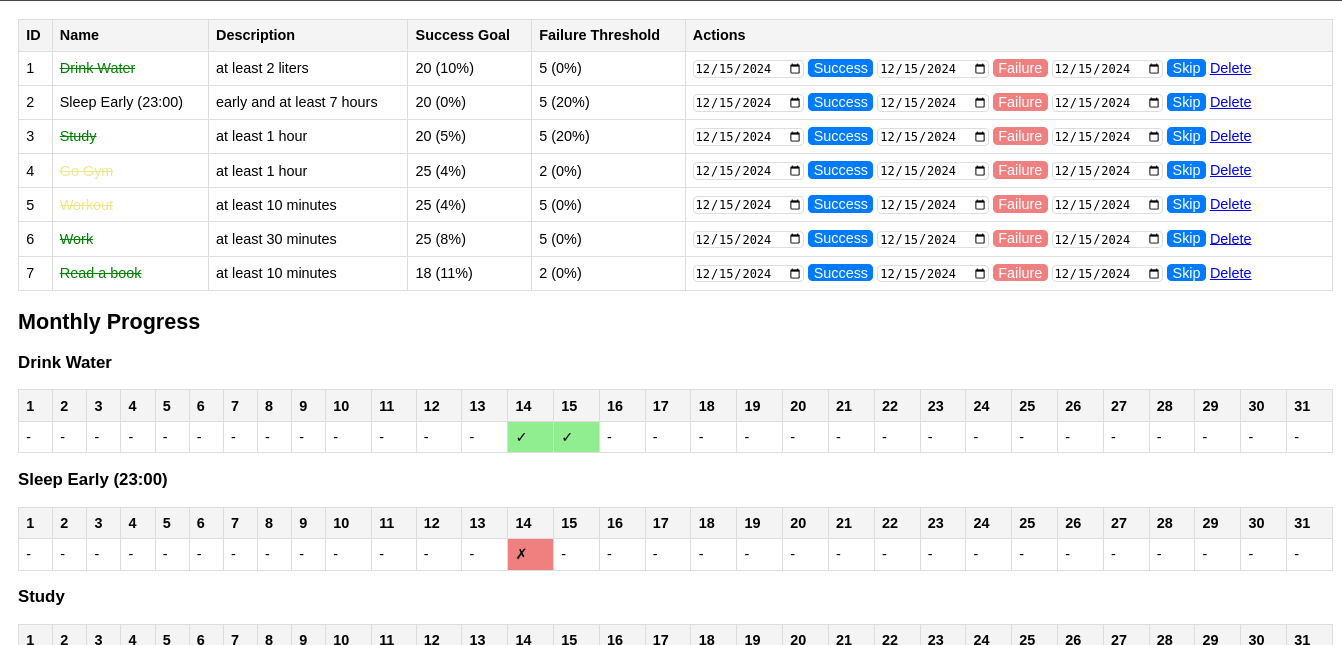 ID Name Description Success Goal Failure Threshold Actions
1 Drink Water at least 2 liters 20 (10%) 5 (0%) 12/15/2024 Success 12/15/2024 Failure 12/15/2024 Skip Delete
2 Sleep Early (23:00) early and at least 7 hours 20 (0%) 5 (20%) 12/15/2024 Success 12/15/2024 Failure 12/15/2024 Skip Delete
3 Study at least 1 hour 20 (5%) 5 (20%) 12/15/2024 Success 12/15/2024 Failure 12/15/2024 Skip Delete
4 Go Gym at least 1 hour 25 (4%) 2 (0%) 12/15/2024 Success 12/15/2024 Failure 12/15/2024 Skip Delete
5 Workout at least 10 minutes 25 (4%) 5 (0%) 12/15/2024 Success 12/15/2024 Failure 12/15/2024 Skip Delete
6 Work at least 30 minutes 25 (8%) 5 (0%) 12/15/2024 Success 12/15/2024 Failure 12/15/2024 Skip Delete
7 Read a book at least 10 minutes 18 (11%) 2 (0%) 12/15/2024 Success 12/15/2024 Failure 12/15/2024 Skip Delete
Monthly Progress
Drink Water
1 2 3 4 5 6 7 8 9 10 11 12 13 14 15 16 17 18 19 20 21 22 23 24 25 26 27 28 29 30 31
- - - - - - - - - - - - - ✓ ✓ - - - - - - - - - - - - - - - -
Sleep Early (23:00)
1 2 3 4 5 6 7 8 9 10 11 12 13 14 15 16 17 18 19 20 21 22 23 24 25 26 27 28 29 30 31
- - - - - - - - - - - - - ✗ - - - - - - - - - - - - - - - - -
Study
1 2 3 4 5 6 7 8 9 10 11 12 13 14 15 16 17 18 19 20 21 22 23 24 25 26 27 28 29 30 31